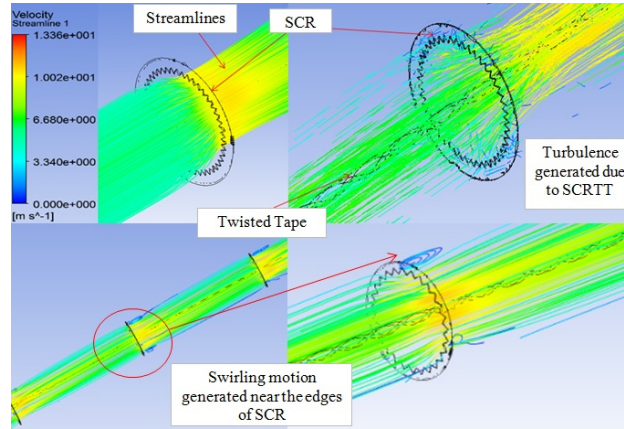 Velocity
Streamline 1
1.336e+001
1.002e+001
6.680e+000
3.340e+000
0.000e+000
[m s^-1]
Streamlines
SCR
Twisted Tape
Turbulence
generated due
to SCRTT
Swirling motion
generated near the edges
of SCR